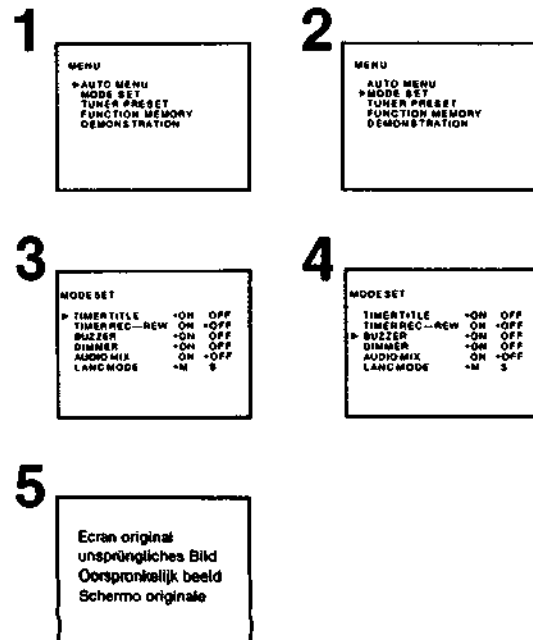 1
MENU
▶AUTO MENU
MODE SET
TUNER PRESET
FUNCTION MEMORY
DEMONSTRATION
2
MENU
AUTO MENU
▶MODE SET
TUNER PRESET
FUNCTION MEMORY
DEMONSTRATION
3
MODE SET
▶ TIMER TITLE •ON OFF
TIMER REC—REW ON •OFF
BUZZER •ON OFF
DIMMER •ON OFF
AUDIO MIX ON •OFF
LANC MODE •M S
4
MODE SET
TIMER TITLE •ON OFF
TIMER REC—REW ON •OFF
▶ BUZZER •ON OFF
DIMMER •ON OFF
AUDIO MIX ON •OFF
LANC MODE •M S
5
Ecran original
unsprüngliches Bild
Oorspronkelijk beeld
Schermo originale